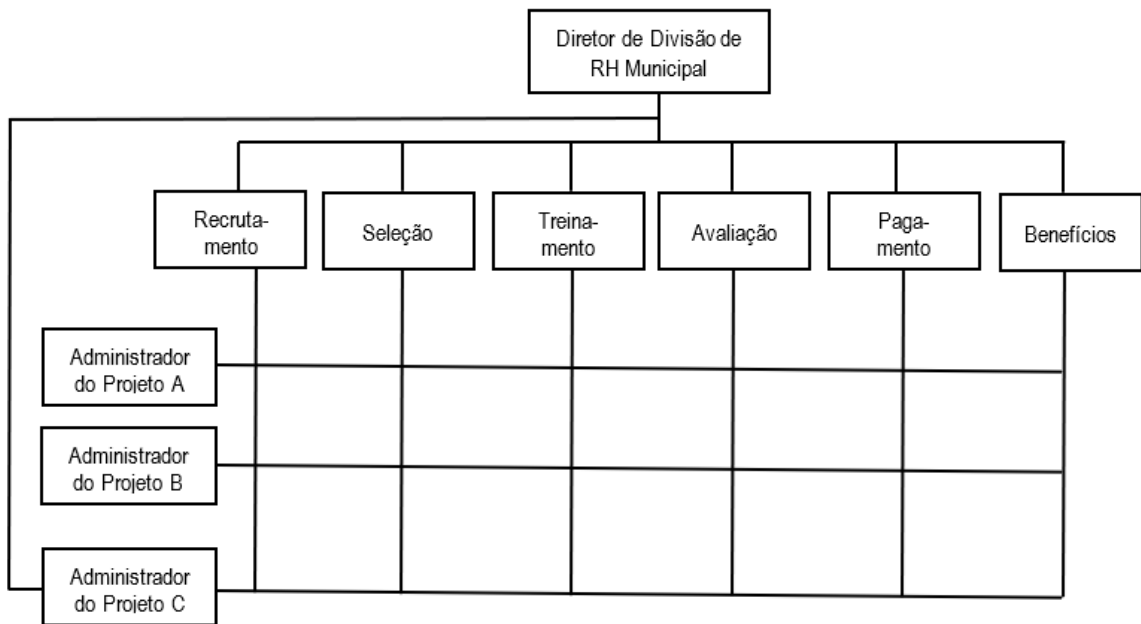 Diretor de Divisão de
RH Municipal
Recruta-
mento
Seleção
Treina-
mento
Avaliação
Paga-
mento
Benefícios
Administrador
do Projeto A
Administrador
do Projeto B
Administrador
do Projeto C